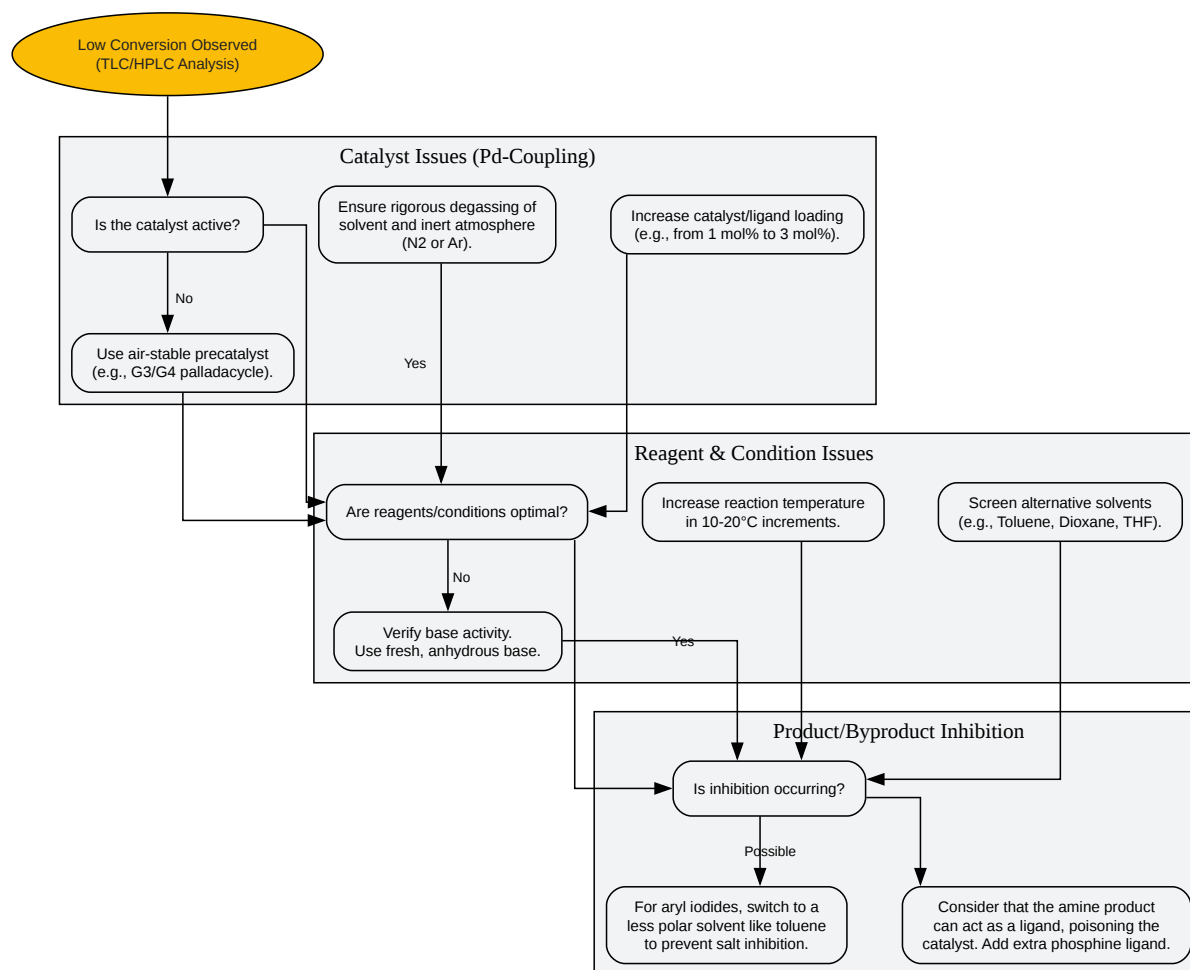 Low Conversion Observed
(TLC/HPLC Analysis)
Catalyst Issues (Pd-Coupling)
Is the catalyst active?
Ensure rigorous degassing of
solvent and inert atmosphere
(N2 or Ar).
Increase catalyst/ligand loading
(e.g., from 1 mol% to 3 mol%).
No
Use air-stable precatalyst
(e.g., G3/G4 palladacycle).
Yes
Reagent & Condition Issues
Are reagents/conditions optimal?
Increase reaction temperature
in 10-20°C increments.
Screen alternative solvents
(e.g., Toluene, Dioxane, THF).
No
Verify base activity.
Use fresh, anhydrous base.
Yes
Product/Byproduct Inhibition
Is inhibition occurring?
Possible
For aryl iodides, switch to a
less polar solvent like toluene
to prevent salt inhibition.
Consider that the amine product
can act as a ligand, poisoning the
catalyst. Add extra phosphine ligand.